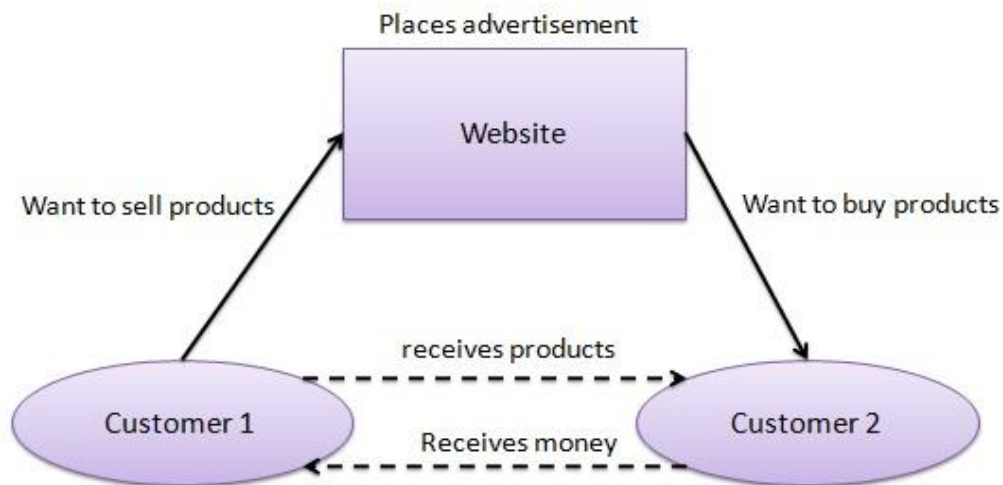 Places advertisement
Website
Want to sell products
Want to buy products
receives products
Customer 1
Customer 2
Receives money